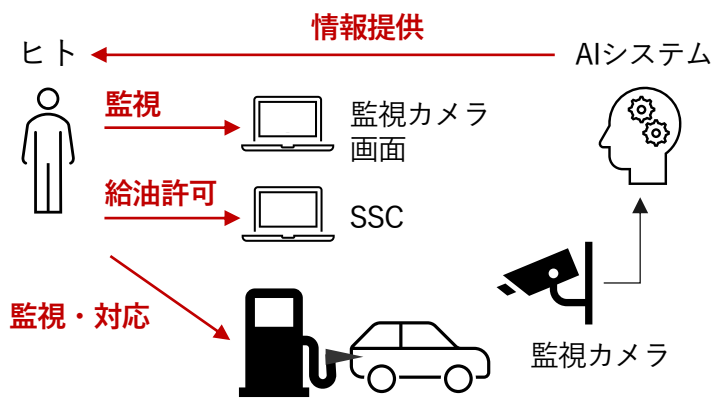 情報提供
ヒト
AIシステム
監視
監視カメラ
画面
給油許可
SSC
監視・対応
監視カメラ